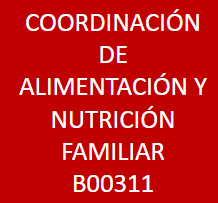 COORDINACIÓN
DE
ALIMENTACIÓN Y
NUTRICIÓN
FAMILIAR
B00311